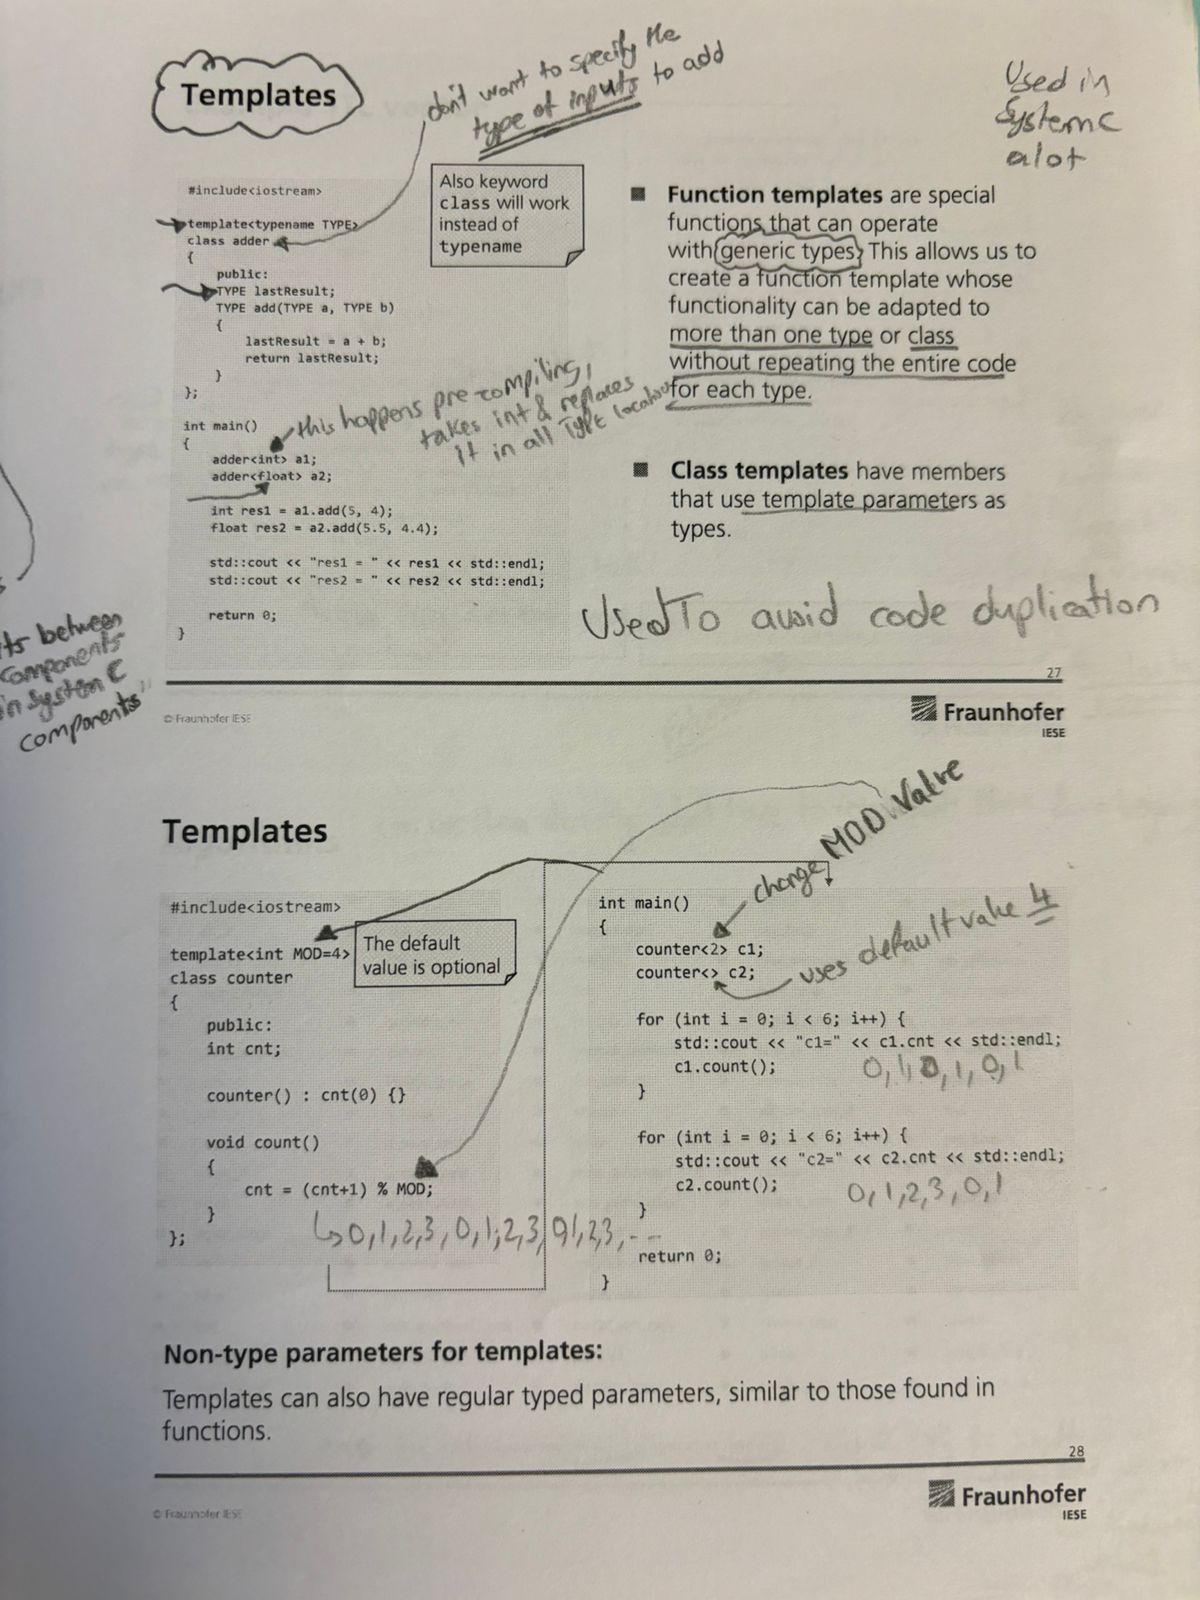 Templates
don't want to specify the
type of inputs to add
Used in
SystemC
alot
#include<iostream>
template<typename TYPE>
class adder
{
public:
TYPE lastResult;
TYPE add(TYPE a, TYPE b)
{
lastResult = a + b;
return lastResult;
}
};
int main()
{
adder<int> a1;
adder<float> a2;
int res1 = a1.add(5, 4);
float res2 = a2.add(5.5, 4.4);
std::cout << "res1 = " << res1 << std::endl;
std::cout << "res2 = " << res2 << std::endl;
return 0;
}
Also keyword
class will work
instead of
typename
this happens pre compiling,
takes int & replaces
it in all Type location
■ Function templates are special
functions that can operate
with generic types. This allows us to
create a function template whose
functionality can be adapted to
more than one type or class
without repeating the entire code
for each type.
■ Class templates have members
that use template parameters as
types.
Used To avoid code duplication
between
components
in SystemC
components
27
© Fraunhofer IESE
Fraunhofer
IESE
Templates
change MOD Value
#include<iostream>
template<int MOD=4>
class counter
{
public:
int cnt;
counter() : cnt(0) {}
void count()
{
cnt = (cnt+1) % MOD;
}
};
0,1,2,3,0,1,2,3,0,1,2,3,---
The default
value is optional
int main()
{
counter<2> c1;
counter<> c2;
uses default value 4
for (int i = 0; i < 6; i++) {
std::cout << "c1=" << c1.cnt << std::endl;
c1.count();
0,1,0,1,0,1
}
for (int i = 0; i < 6; i++) {
std::cout << "c2=" << c2.cnt << std::endl;
c2.count();
0,1,2,3,0,1
}
return 0;
}
Non-type parameters for templates:
Templates can also have regular typed parameters, similar to those found in
functions.
28
© Fraunhofer IESE
Fraunhofer
IESE